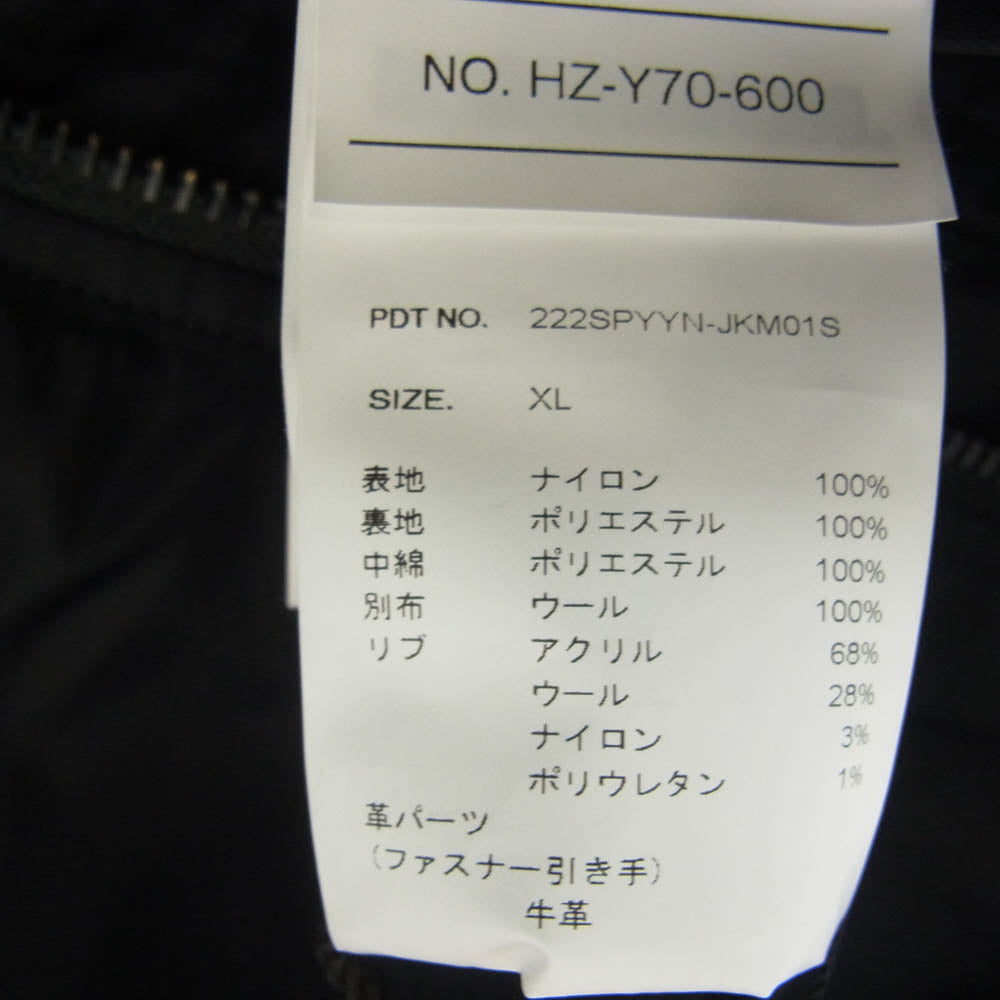 NO. HZ-Y70-600
PDT NO. 222SPYYN-JKM01S
SIZE. XL
表地 ナイロン 100%
裏地 ポリエステル 100%
中綿 ポリエステル 100%
別布 ウール 100%
リブ アクリル 68%
ウール 28%
ナイロン 3%
ポリウレタン 1%
革パーツ
(ファスナー引き手)
牛革